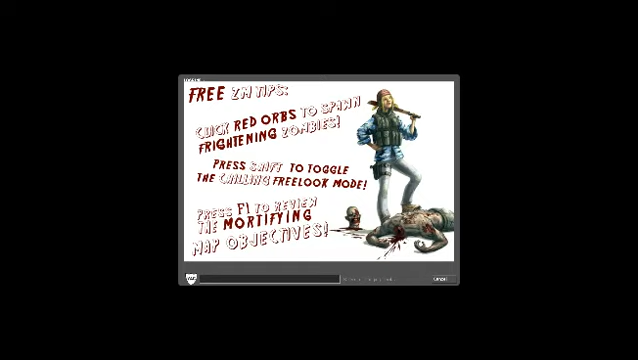 FREE ZM TIPS:
CLICK RED ORBS TO SPAWN
FRIGHTENING ZOMBIES!
PRESS SHIFT TO TOGGLE
THE CHILLING FREELOOK MODE!
PRESS F1 TO REVIEW
THE MORTIFYING
MAP OBJECTIVES!